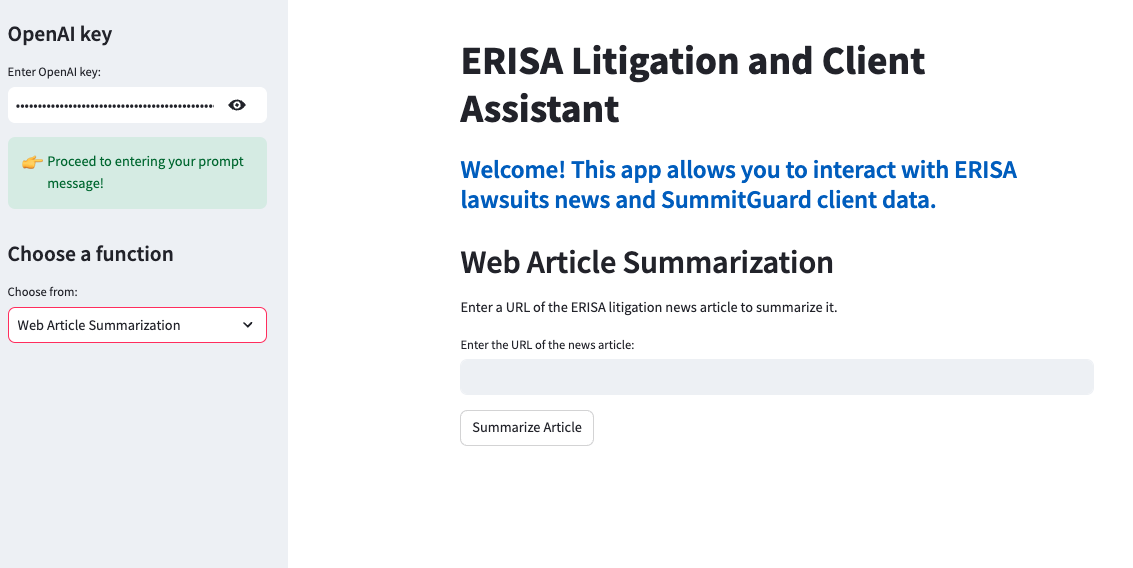 OpenAI key
Enter OpenAI key:
••••••••••••••••••••••••••••••••••••••••••••••••
👉 Proceed to entering your prompt
message!
Choose a function
Choose from:
Web Article Summarization
ERISA Litigation and Client
Assistant
Welcome! This app allows you to interact with ERISA
lawsuits news and SummitGuard client data.
Web Article Summarization
Enter a URL of the ERISA litigation news article to summarize it.
Enter the URL of the news article:
Summarize Article